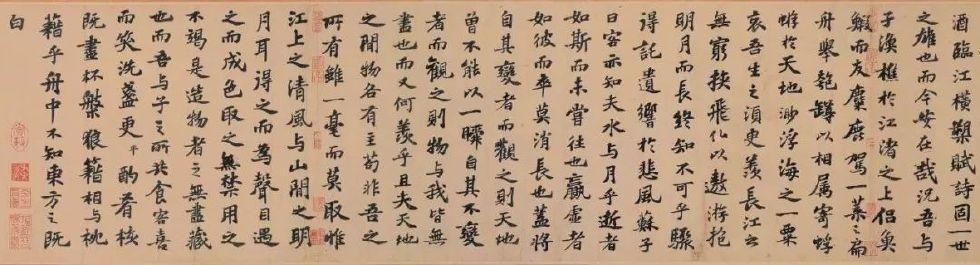 酒臨江橫槊賦詩固一世
之雄也而今安在哉況吾與
子漁樵於江渚之上侶魚
鰕而友麋鹿駕一葉之扁
舟舉匏罇以相属寄蜉
蝣於天地渺浮海之一粟
哀吾生之須臾羨長江之
無窮挾飛仙以遨游抱
明月而長終知不可乎驟
得託遺響於悲風蘇子
曰客亦知夫水與月乎逝者
如斯而未嘗往也贏虛者
如彼而卒莫消長也蓋將
自其變者而觀之則天地
曾不能以一瞬自其不變
者而觀之則物與我皆無
盡也而又何羨乎且夫天地
之間物各有主苟非吾之
所有雖一毫而莫取惟
江上之清風与山間之明
月耳得之而為聲目遇
之而成色取之無禁用之
不竭是造物者之無盡藏
也而吾与子之所共食客喜
而笑洗盞更平酌肴核
既盡杯盤狼籍相與枕
藉乎舟中不知東方之既
白